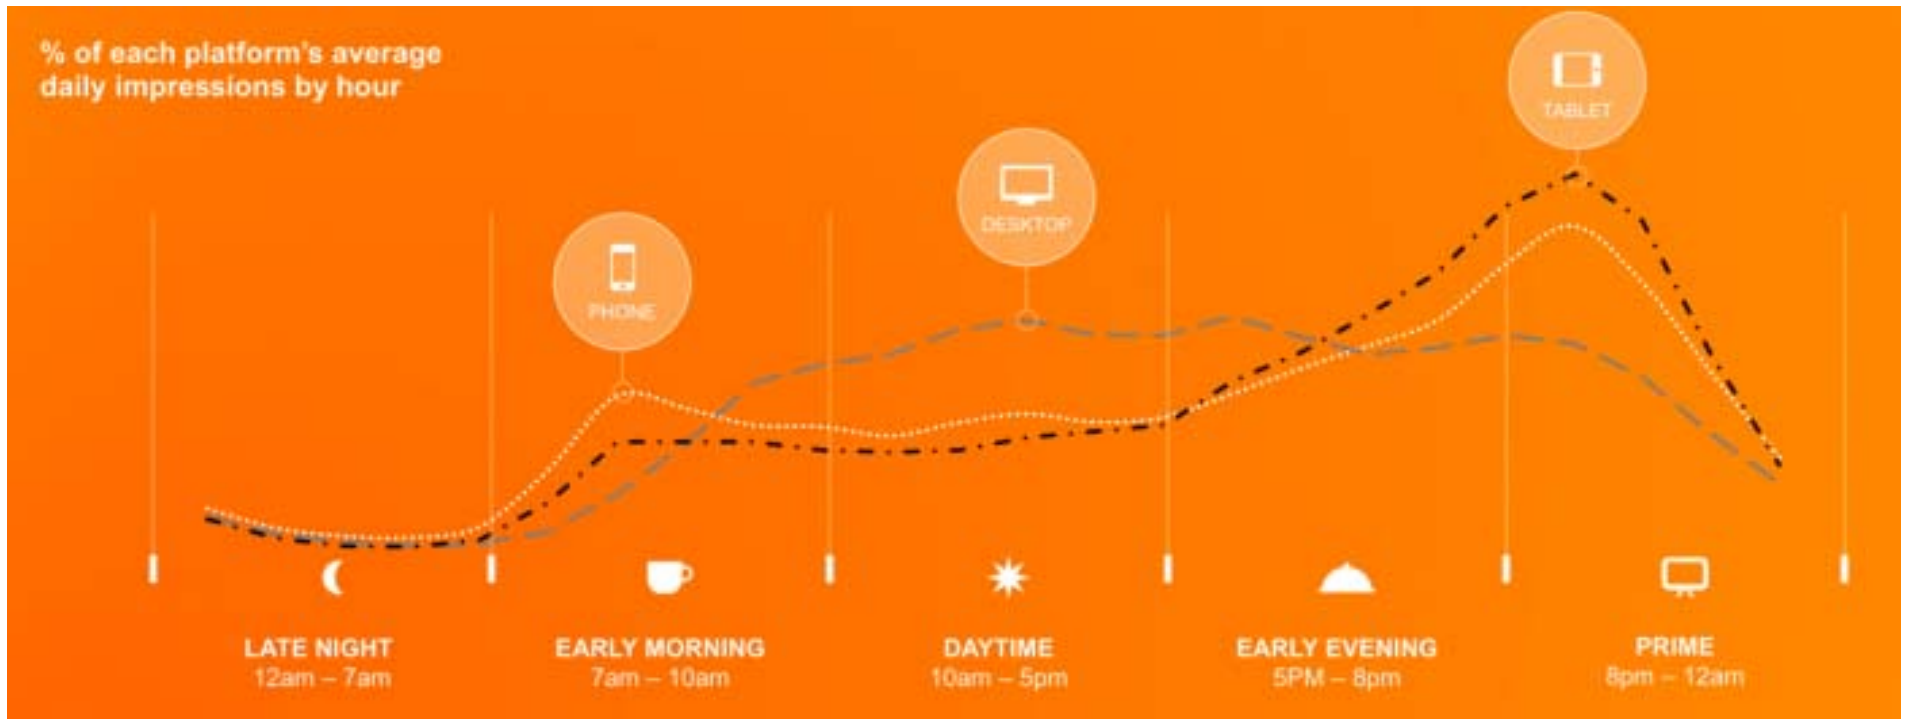 % of each platform's average
daily impressions by hour
TABLET
DESKTOP
PHONE
LATE NIGHT
12am – 7am
EARLY MORNING
7am – 10am
DAYTIME
10am – 5pm
EARLY EVENING
5PM – 8pm
PRIME
8pm – 12am